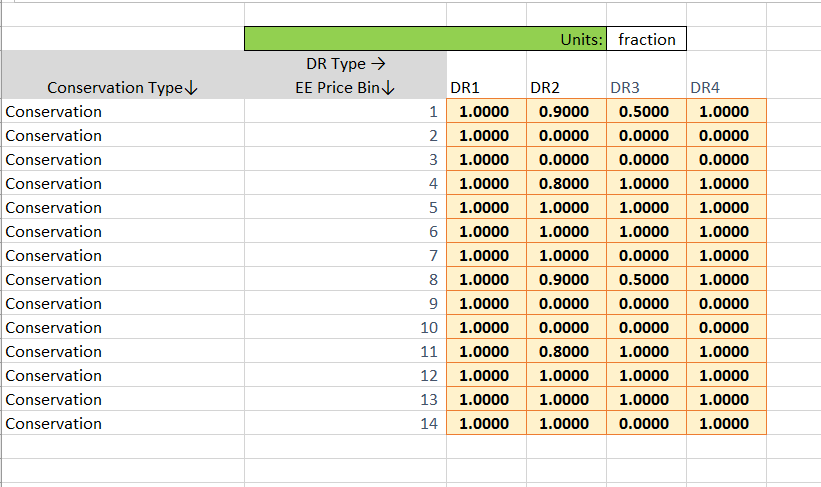 Units: fraction
DR Type →
Conservation Type↓ EE Price Bin↓ DR1 DR2 DR3 DR4
Conservation 1 1.0000 0.9000 0.5000 1.0000
Conservation 2 1.0000 0.0000 0.0000 0.0000
Conservation 3 1.0000 0.0000 0.0000 0.0000
Conservation 4 1.0000 0.8000 1.0000 1.0000
Conservation 5 1.0000 1.0000 1.0000 1.0000
Conservation 6 1.0000 1.0000 1.0000 1.0000
Conservation 7 1.0000 1.0000 0.0000 1.0000
Conservation 8 1.0000 0.9000 0.5000 1.0000
Conservation 9 1.0000 0.0000 0.0000 0.0000
Conservation 10 1.0000 0.0000 0.0000 0.0000
Conservation 11 1.0000 0.8000 1.0000 1.0000
Conservation 12 1.0000 1.0000 1.0000 1.0000
Conservation 13 1.0000 1.0000 1.0000 1.0000
Conservation 14 1.0000 1.0000 0.0000 1.0000